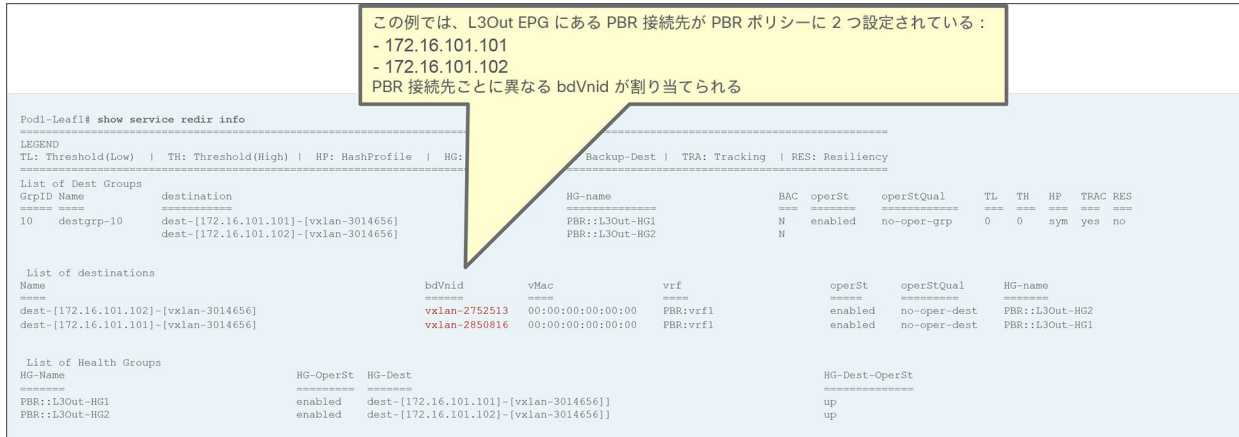 この例では、L3Out EPG にある PBR 接続先が PBR ポリシーに 2 つ設定されている：
- 172.16.101.101
- 172.16.101.102
PBR 接続先ごとに異なる bdVnid が割り当てられる
Pod1-Leaf1# show service redir info
============================================================
LEGEND
TL: Threshold(Low) | TH: Threshold(High) | HP: HashProfile | HG: Backup-Dest | TRA: Tracking | RES: Resiliency
============================================================
List of Dest Groups
GrpID Name destination HG-name BAC operSt operStQual TL TH HP TRAC RES
===== ==== =========== ============== === ======= ============ === === === === ===
10 destgrp-10 dest-[172.16.101.101]-[vxlan-3014656] PBR::L3Out-HG1 N enabled no-oper-grp 0 0 sym yes no
dest-[172.16.101.102]-[vxlan-3014656] PBR::L3Out-HG2 N
List of destinations
Name bdVnid vMac vrf operSt operStQual HG-name
==== ====== ==== ==== ===== ========= =======
dest-[172.16.101.102]-[vxlan-3014656] vxlan-2752513 00:00:00:00:00:00 PBR:vrf1 enabled no-oper-dest PBR::L3Out-HG2
dest-[172.16.101.101]-[vxlan-3014656] vxlan-2850816 00:00:00:00:00:00 PBR:vrf1 enabled no-oper-dest PBR::L3Out-HG1
List of Health Groups
HG-Name HG-OperSt HG-Dest HG-Dest-OperSt
======= ========= ======= ==============
PBR::L3Out-HG1 enabled dest-[172.16.101.101]-[vxlan-3014656]] up
PBR::L3Out-HG2 enabled dest-[172.16.101.102]-[vxlan-3014656]] up